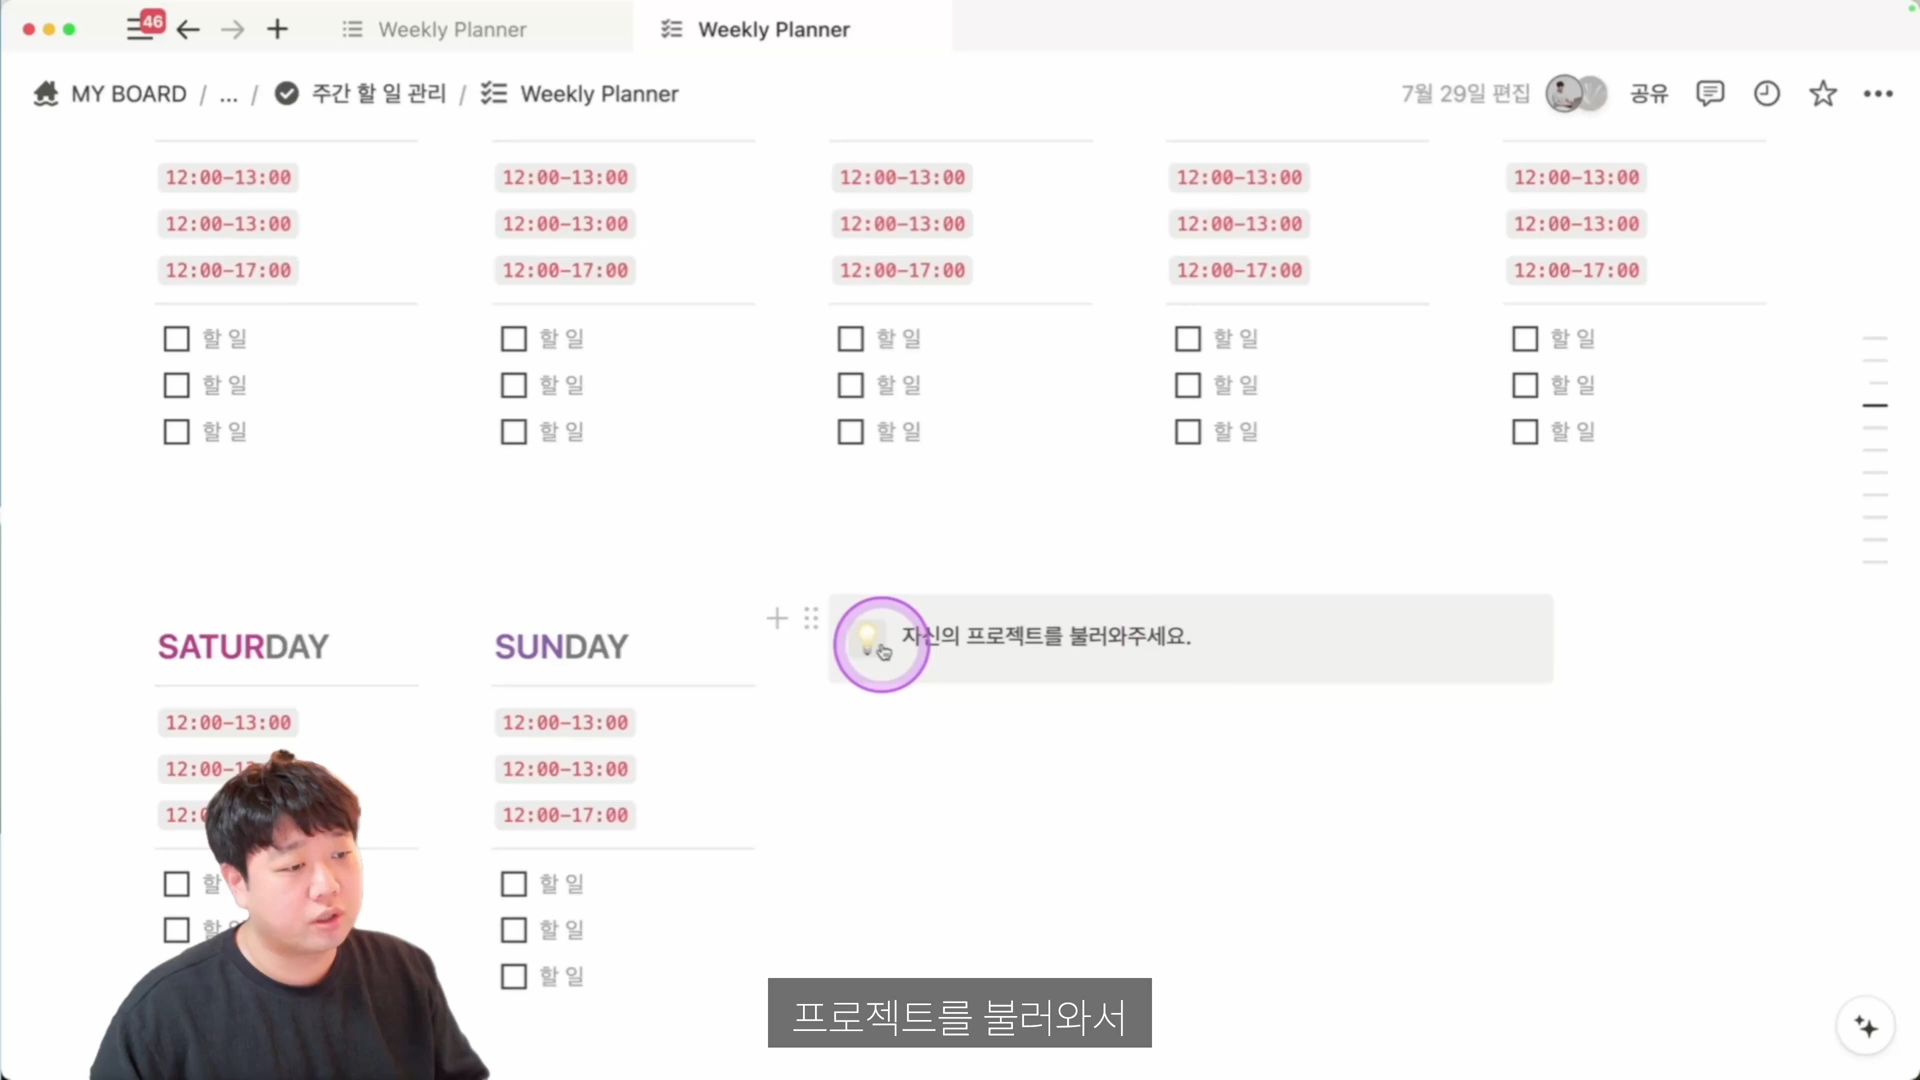 46
Weekly Planner
Weekly Planner
MY BOARD / ... / 주간 할 일 관리 / Weekly Planner
7월 29일 편집
공유
12:00-13:00 12:00-13:00 12:00-13:00 12:00-13:00 12:00-13:00
12:00-13:00 12:00-13:00 12:00-13:00 12:00-13:00 12:00-13:00
12:00-17:00 12:00-17:00 12:00-17:00 12:00-17:00 12:00-17:00
할 일 할 일 할 일 할 일 할 일
할 일 할 일 할 일 할 일 할 일
할 일 할 일 할 일 할 일 할 일
SATURDAY SUNDAY
자신의 프로젝트를 불러와주세요.
12:00-13:00 12:00-13:00
12:00-1 12:00-13:00
12:0 12:00-17:00
할 할 일
할 할 일
할 일
프로젝트를 불러와서